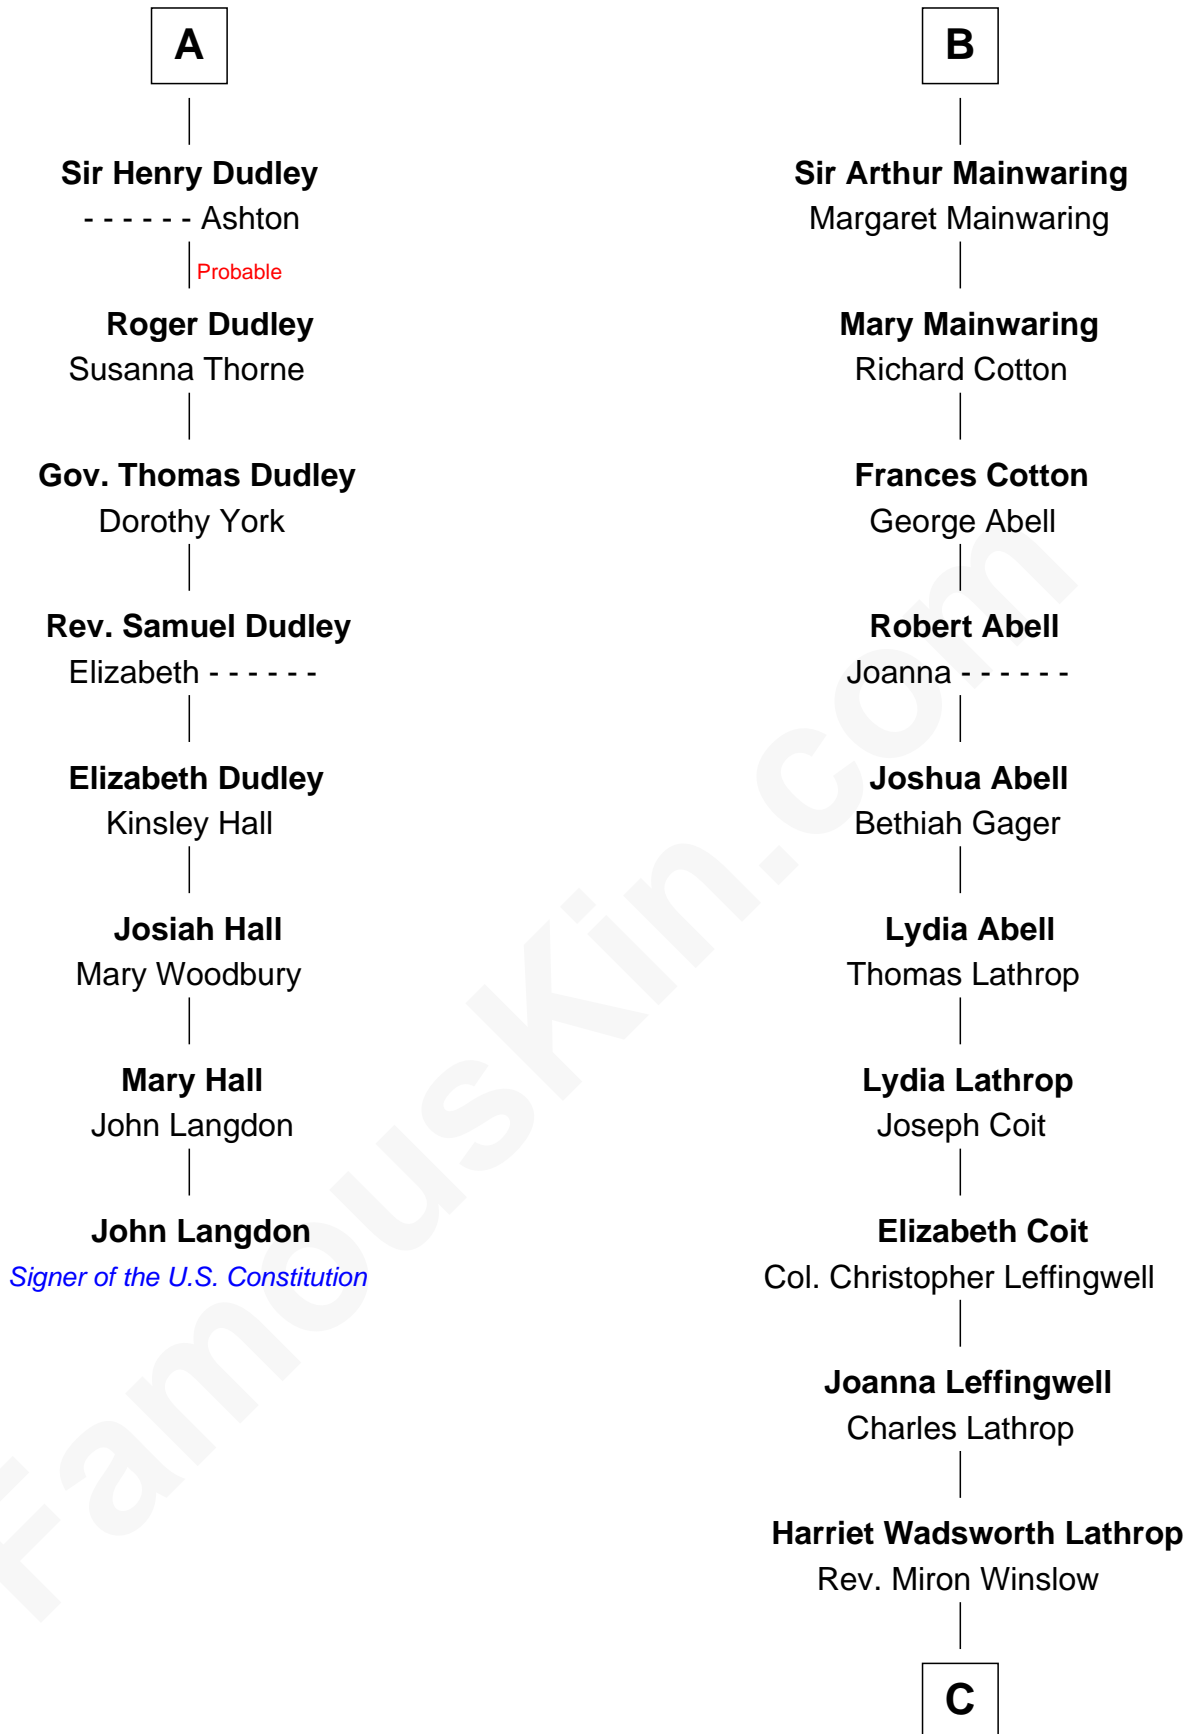 A
Sir Henry Dudley
- - - - - - Ashton
Probable
Roger Dudley
Susanna Thorne
Gov. Thomas Dudley
Dorothy York
Rev. Samuel Dudley
Elizabeth - - - - - -
Elizabeth Dudley
Kinsley Hall
Josiah Hall
Mary Woodbury
Mary Hall
John Langdon
John Langdon
Signer of the U.S. Constitution
B
Sir Arthur Mainwaring
Margaret Mainwaring
Mary Mainwaring
Richard Cotton
Frances Cotton
George Abell
Robert Abell
Joanna - - - - - -
Joshua Abell
Bethiah Gager
Lydia Abell
Thomas Lathrop
Lydia Lathrop
Joseph Coit
Elizabeth Coit
Col. Christopher Leffingwell
Joanna Leffingwell
Charles Lathrop
Harriet Wadsworth Lathrop
Rev. Miron Winslow
C
FamousKin.com